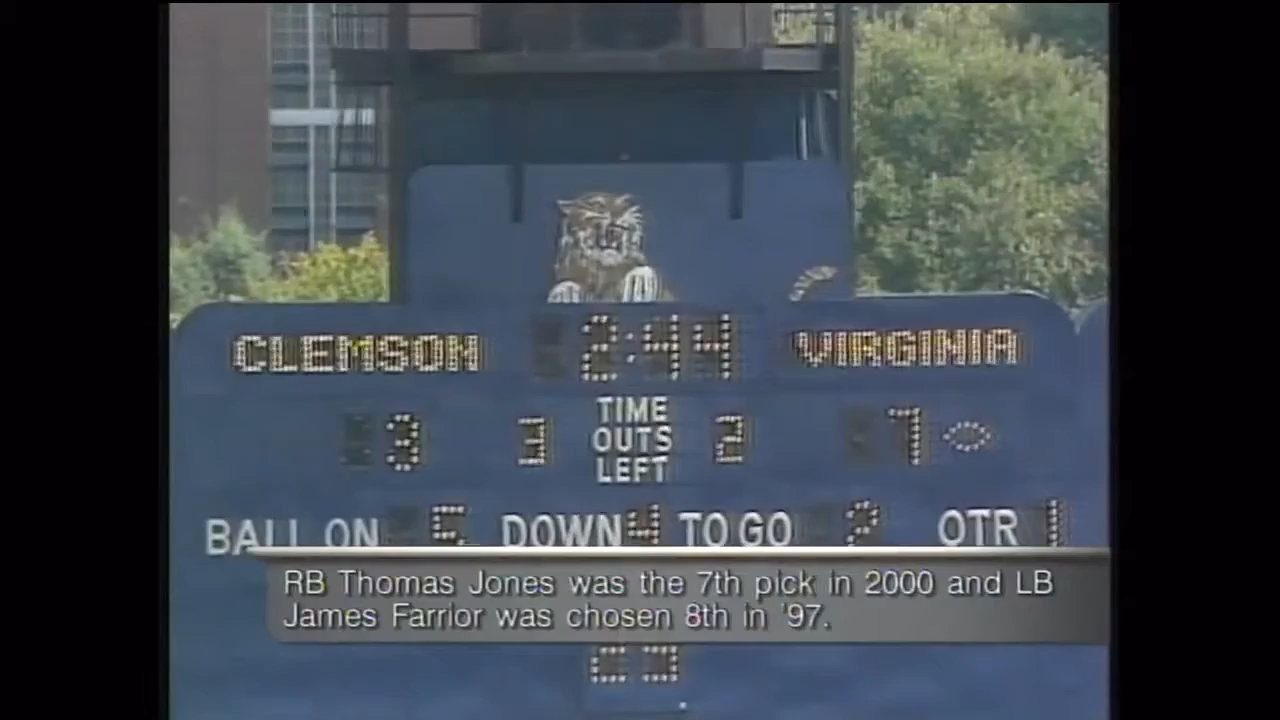 CLEMSON 2:44 VIRGINIA
3 3 TIME OUTS LEFT 2 7
BALL ON 5 DOWN 4 TO GO 2 QTR 1
RB Thomas Jones was the 7th pick in 2000 and LB
James Farrior was chosen 8th in '97.